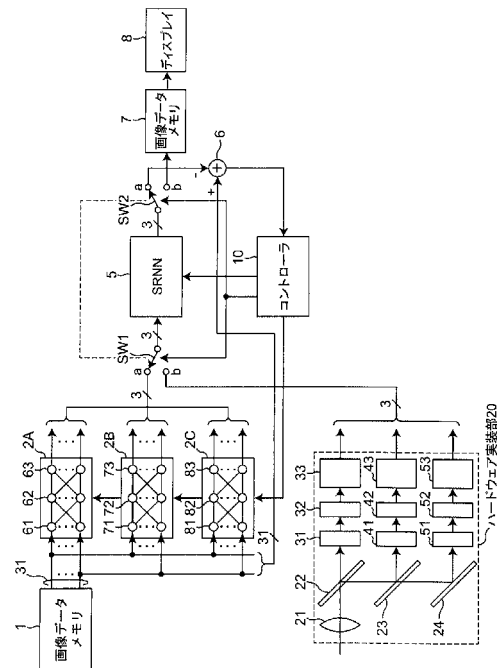 1
画像データ
メモリ
31
2A
61
62
63
2B
71
72
73
2C
81
82
83
31
3
SW1
a
b
3
5
SRNN
3
SW2
a
b
-
+
6
7
画像データ
メモリ
8
ディスプレイ
10
コントローラ
3
21
22
23
24
31
32
33
41
42
43
51
52
53
ハードウェア実装部20